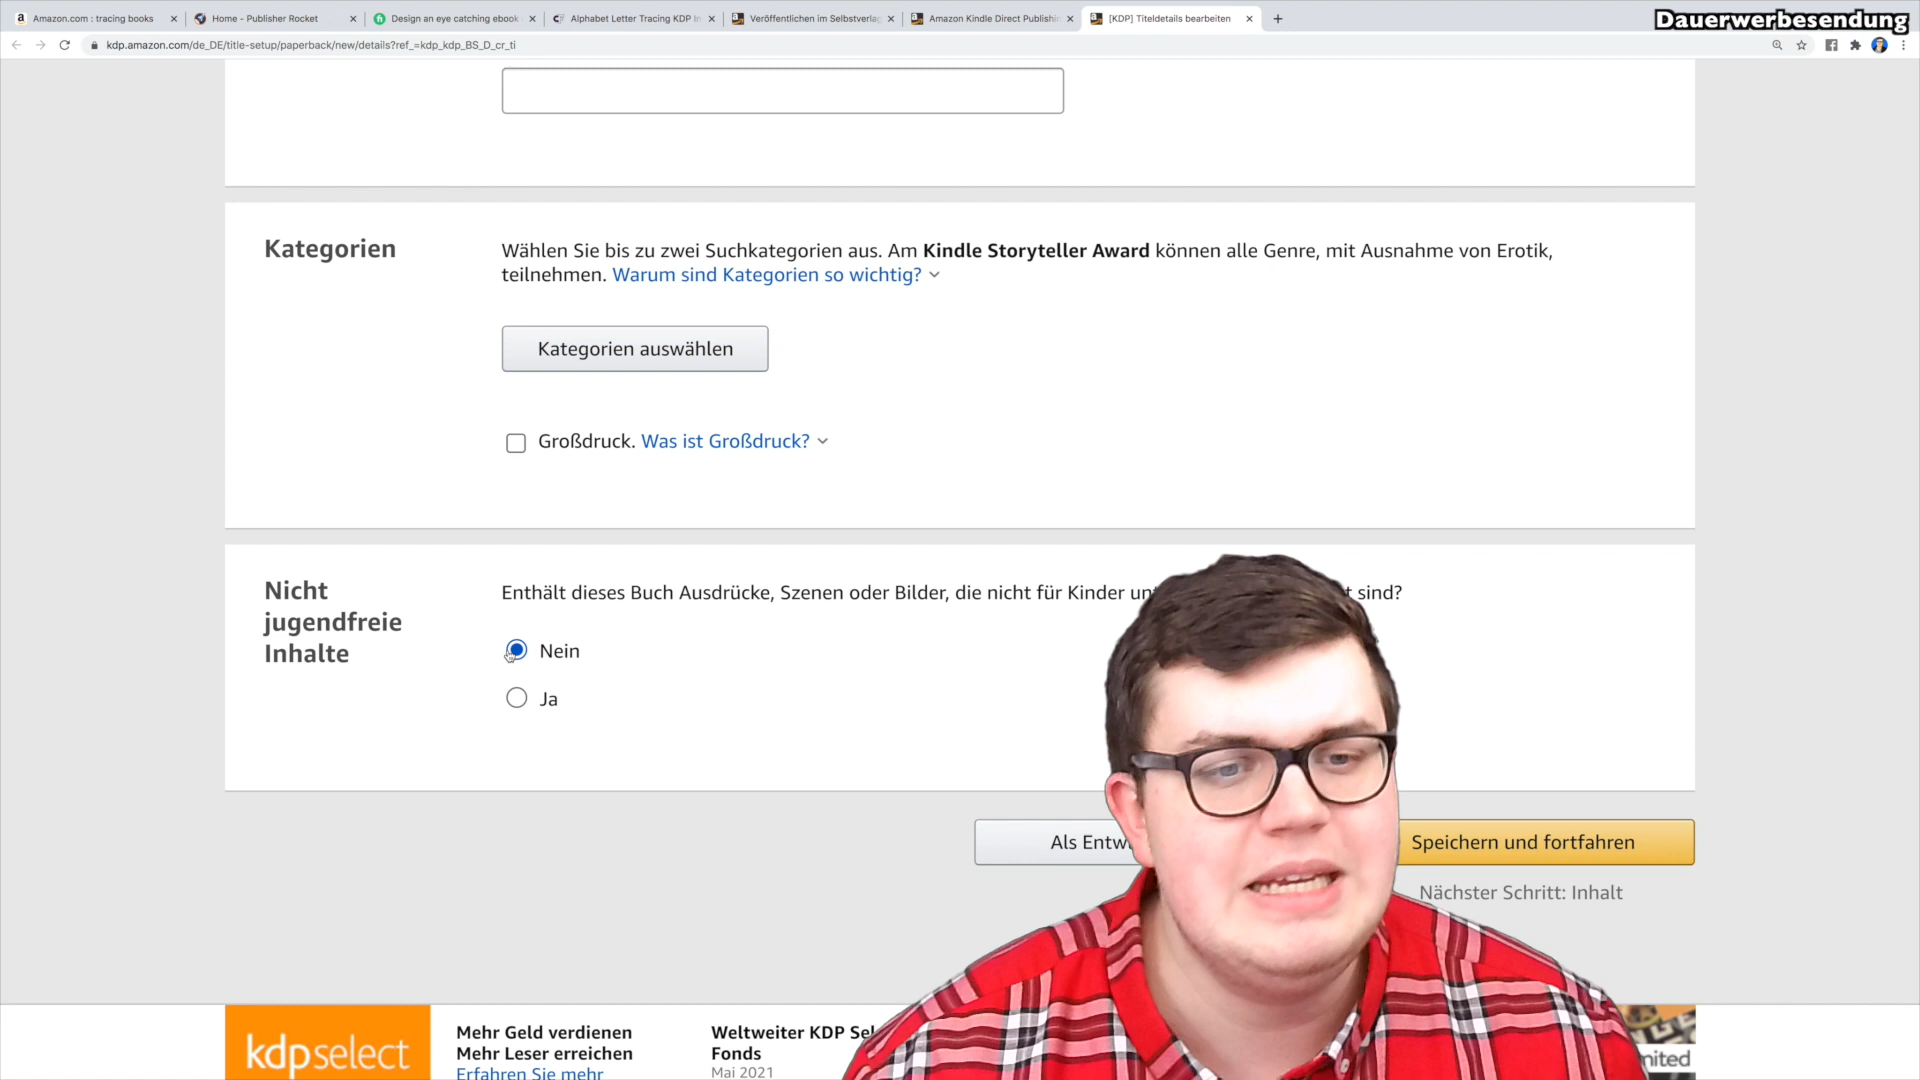 Amazon.com : tracing books
Home - Publisher Rocket
Design an eye catching ebook
Alphabet Letter Tracing KDP In
Veröffentlichen im Selbstverlag
Amazon Kindle Direct Publishin
[KDP] Titeldetails bearbeiten
Dauerwerbesendung
kdp.amazon.com/de_DE/title-setup/paperback/new/details?ref_=kdp_kdp_BS_D_cr_ti
Kategorien
Wählen Sie bis zu zwei Suchkategorien aus. Am Kindle Storyteller Award können alle Genre, mit Ausnahme von Erotik,
teilnehmen. Warum sind Kategorien so wichtig?
Kategorien auswählen
Großdruck. Was ist Großdruck?
Nicht
jugendfreie
Inhalte
Enthält dieses Buch Ausdrücke, Szenen oder Bilder, die nicht für Kinder sind?
Nein
Ja
Als
Speichern und fortfahren
Nächster Schritt: Inhalt
kdpselect
Mehr Geld verdienen
Mehr Leser erreichen
Erfahren Sie mehr
Weltweiter KDP
Fonds
Mai 2021